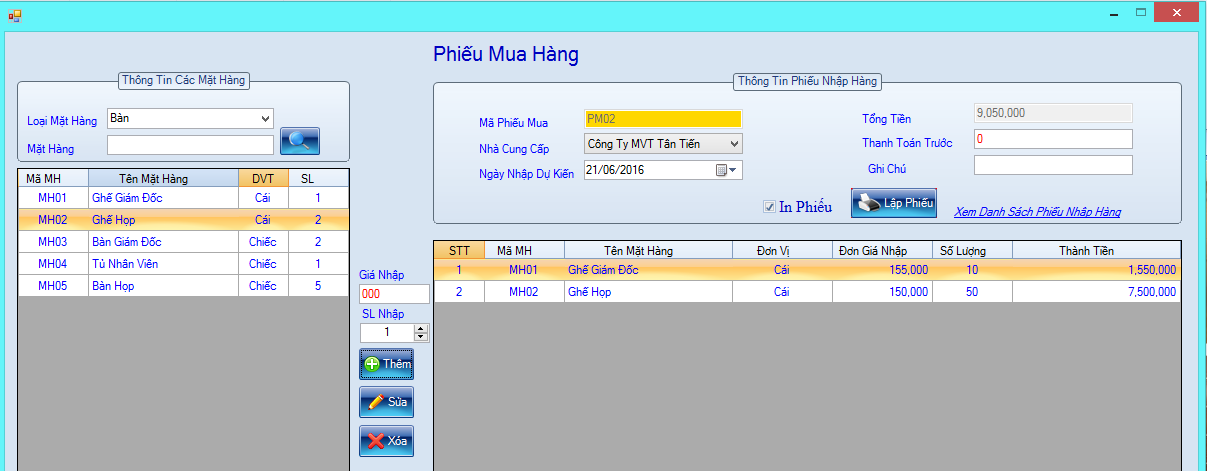 Phiếu Mua Hàng
Thông Tin Các Mặt Hàng
Loại Mặt Hàng Bàn
Mặt Hàng
Mã MH Tên Mặt Hàng DVT SL
MH01 Ghế Giám Đốc Cái 1
MH02 Ghế Họp Cái 2
MH03 Bàn Giám Đốc Chiếc 2
MH04 Tủ Nhân Viên Chiếc 1
MH05 Bàn Họp Chiếc 5
Giá Nhập
000
SL Nhập
1
Thêm
Sửa
Xóa
Thông Tin Phiếu Nhập Hàng
Mã Phiếu Mua PM02
Nhà Cung Cấp Công Ty MVT Tân Tiến
Ngày Nhập Dự Kiến 21/06/2016
Tổng Tiền 9,050,000
Thanh Toán Trước 0
Ghi Chú
In Phiếu Lập Phiếu Xem Danh Sách Phiếu Nhập Hàng
STT Mã MH Tên Mặt Hàng Đơn Vị Đơn Giá Nhập Số Lượng Thành Tiền
1 MH01 Ghế Giám Đốc Cái 155,000 10 1,550,000
2 MH02 Ghế Họp Cái 150,000 50 7,500,000